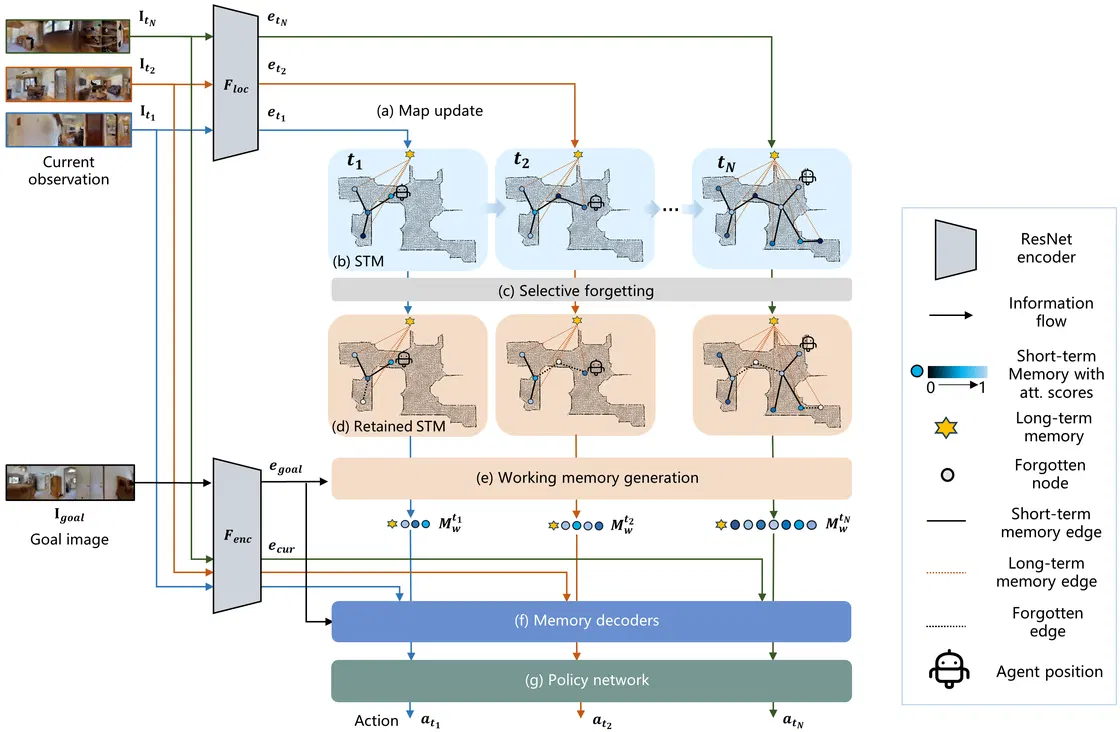 I_{t_N}
e_{t_N}
I_{t_2}
F_{loc}
e_{t_2}
I_{t_1}
e_{t_1}
(a) Map update
Current
observation
t_1
t_2
t_N
...
(b) STM
(c) Selective forgetting
(d) Retained STM
I_{goal}
Goal image
e_{goal}
(e) Working memory generation
M_w^{t_1}
M_w^{t_2}
M_w^{t_N}
F_{enc}
e_{cur}
(f) Memory decoders
(g) Policy network
Action
a_{t_1}
a_{t_2}
a_{t_N}
ResNet
encoder
Information
flow
Short-term
Memory with
att. scores
0
1
Long-term
memory
Forgotten
node
Short-term
memory edge
Long-term
memory edge
Forgotten
edge
Agent position